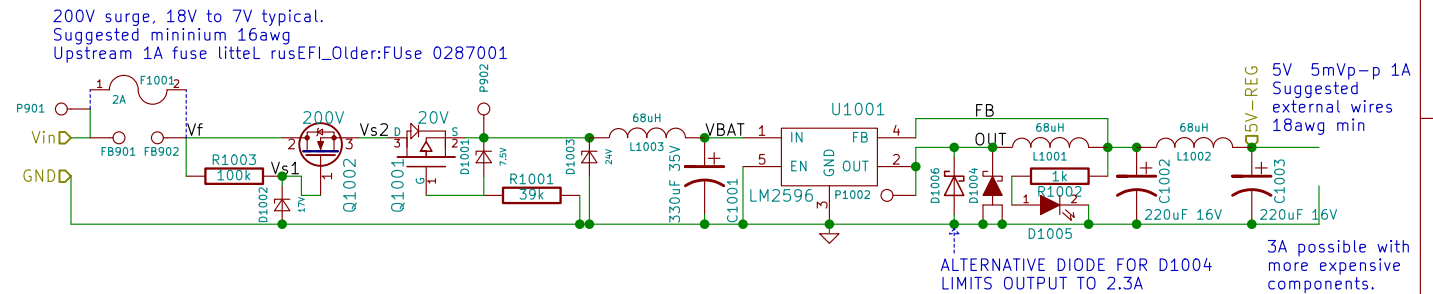 200V surge, 18V to 7V typical.
Suggested mininium 16awg
Upstream 1A fuse litteL rusEFI_Older:FUse 0287001
1 F1001 2
2A
P901
Vin
FB901
FB902
GND
Vf
R1003
100k
Vs1
D1002
17V
200V
2
3
1
Q1002
Vs2
20V
D
S
3
2
G
1
Q1001
P902
D1001
7.5V
R1001
39k
D1003
24V
68uH
L1003
VBAT
330uF 35V
C1001
U1001
1 IN
5 EN
FB 4
OUT 2
GND
3
LM2596
P1002
FB
OUT
D1006
D1004
68uH
L1001
1k
R1002
1
2
D1005
ALTERNATIVE DIODE FOR D1004
LIMITS OUTPUT TO 2.3A
C1002
220uF 16V
68uH
L1002
5V-REG
C1003
220uF 16V
5V 5mVp-p 1A
Suggested
external wires
18awg min
3A possible with
more expensive
components.